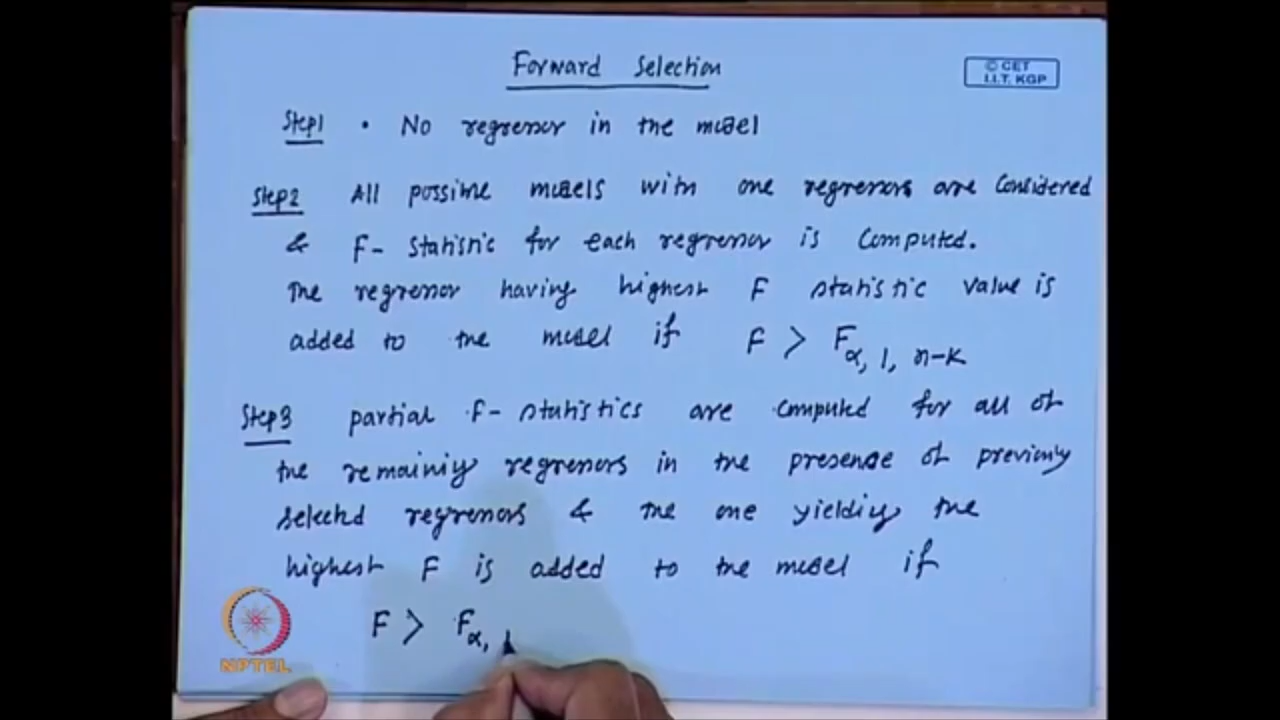 Forward Selection
© CET
I.I.T. KGP
Step1 • No regressor in the model
Step2 All possible models with one regressors are Considered
& F- Statistic for each regressor is Computed.
The regressor having highest F statistic value is
added to the model if F > F α, 1, n-k
Step3 partial F- statistics are computed for all of
the remaining regressors in the presence of previously
selected regressors & the one yielding the
highest F is added to the model if
F > F α, 1
NPTEL